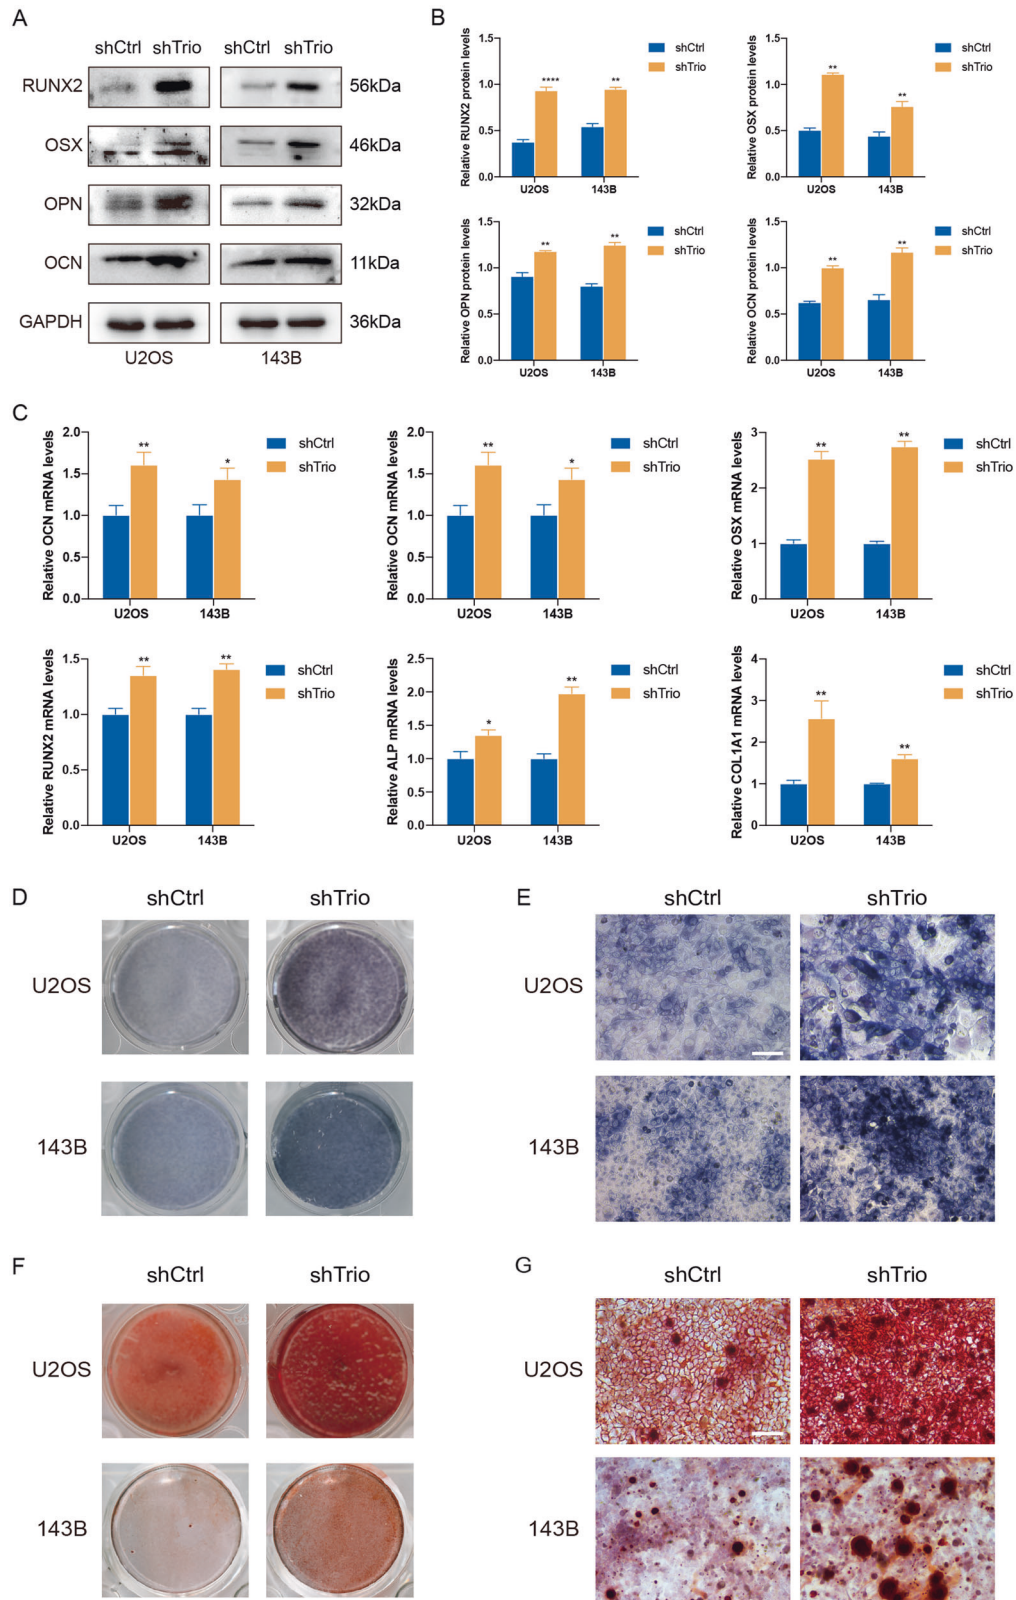 A
shCtrl shTrio shCtrl shTrio
RUNX2 56kDa
OSX 46kDa
OPN 32kDa
OCN 11kDa
GAPDH 36kDa
U2OS 143B
B
Relative RUNX2 protein levels
1.5
1.0
0.5
0.0
**** **
U2OS 143B
shCtrl
shTrio
Relative OSX protein levels
1.5
1.0
0.5
0.0
** **
U2OS 143B
shCtrl
shTrio
Relative OPN protein levels
1.5
1.0
0.5
0.0
** **
U2OS 143B
shCtrl
shTrio
Relative OCN protein levels
1.5
1.0
0.5
0.0
** **
U2OS 143B
shCtrl
shTrio
C
Relative OCN mRNA levels
2.0
1.5
1.0
0.5
0.0
** *
U2OS 143B
shCtrl
shTrio
Relative OCN mRNA levels
2.0
1.5
1.0
0.5
0.0
** *
U2OS 143B
shCtrl
shTrio
Relative OSX mRNA levels
3
2
1
0
** **
U2OS 143B
shCtrl
shTrio
Relative RUNX2 mRNA levels
1.5
1.0
0.5
0.0
** **
U2OS 143B
shCtrl
shTrio
Relative ALP mRNA levels
2.5
2.0
1.5
1.0
0.5
0.0
* **
U2OS 143B
shCtrl
shTrio
Relative COL1A1 mRNA levels
4
3
2
1
0
** **
U2OS 143B
shCtrl
shTrio
D
shCtrl shTrio
U2OS
143B
E
shCtrl shTrio
U2OS
143B
F
shCtrl shTrio
U2OS
143B
G
shCtrl shTrio
U2OS
143B